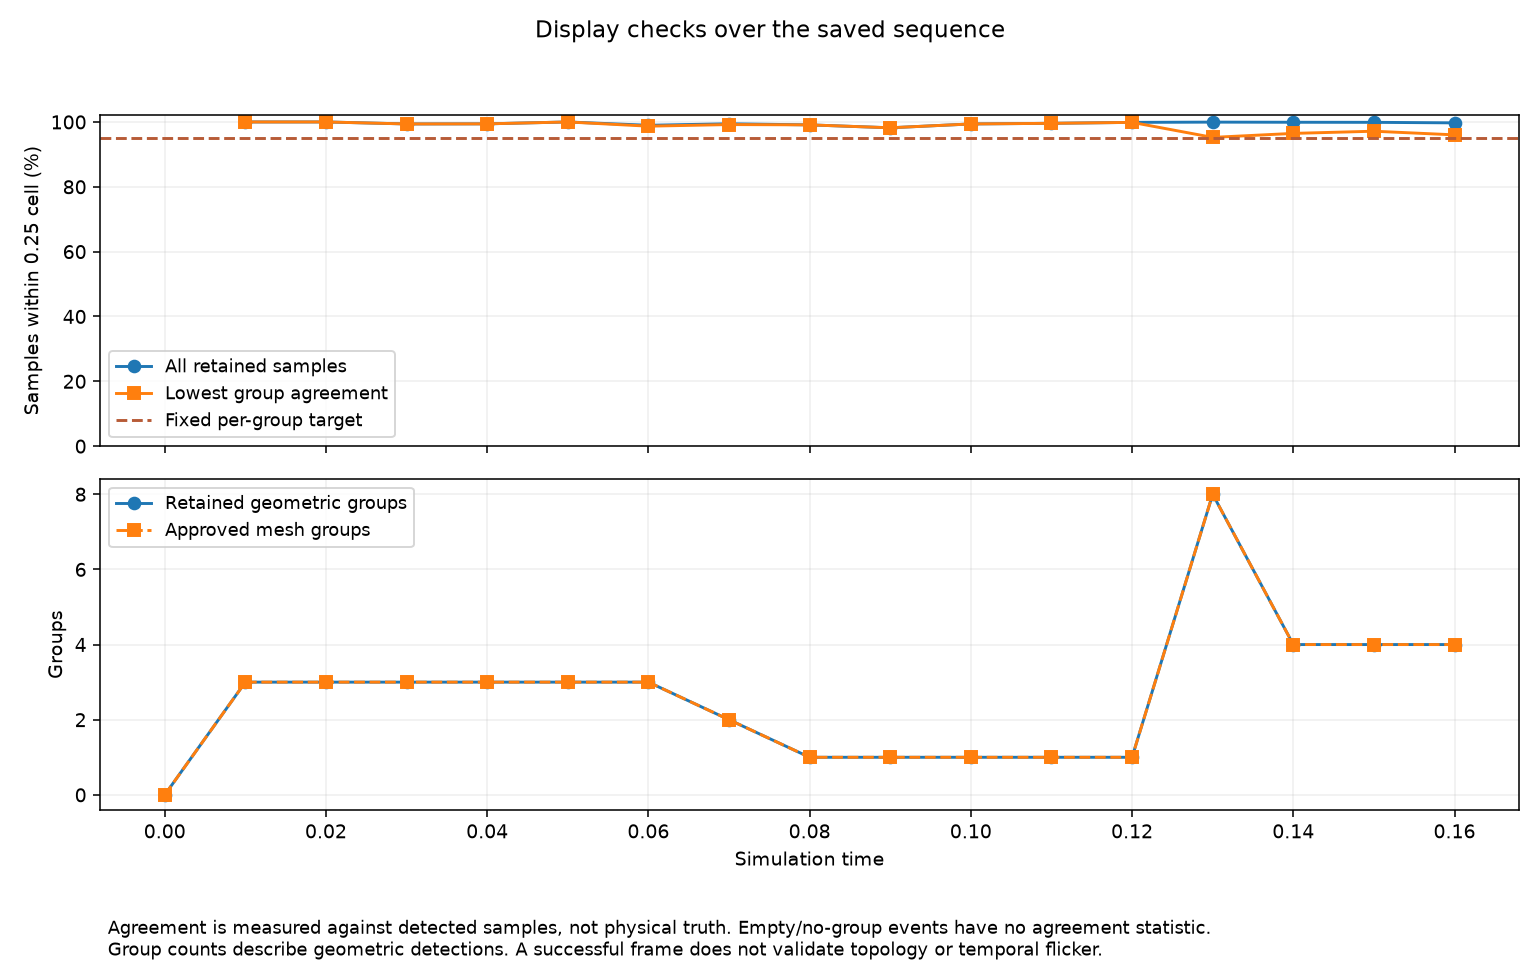 Display checks over the saved sequence
Samples within 0.25 cell (%)
100
80
60
40
20
0
All retained samples
Lowest group agreement
Fixed per-group target
Groups
8
6
4
2
0
Retained geometric groups
Approved mesh groups
0.00 0.02 0.04 0.06 0.08 0.10 0.12 0.14 0.16
Simulation time
Agreement is measured against detected samples, not physical truth. Empty/no-group events have no agreement statistic.
Group counts describe geometric detections. A successful frame does not validate topology or temporal flicker.